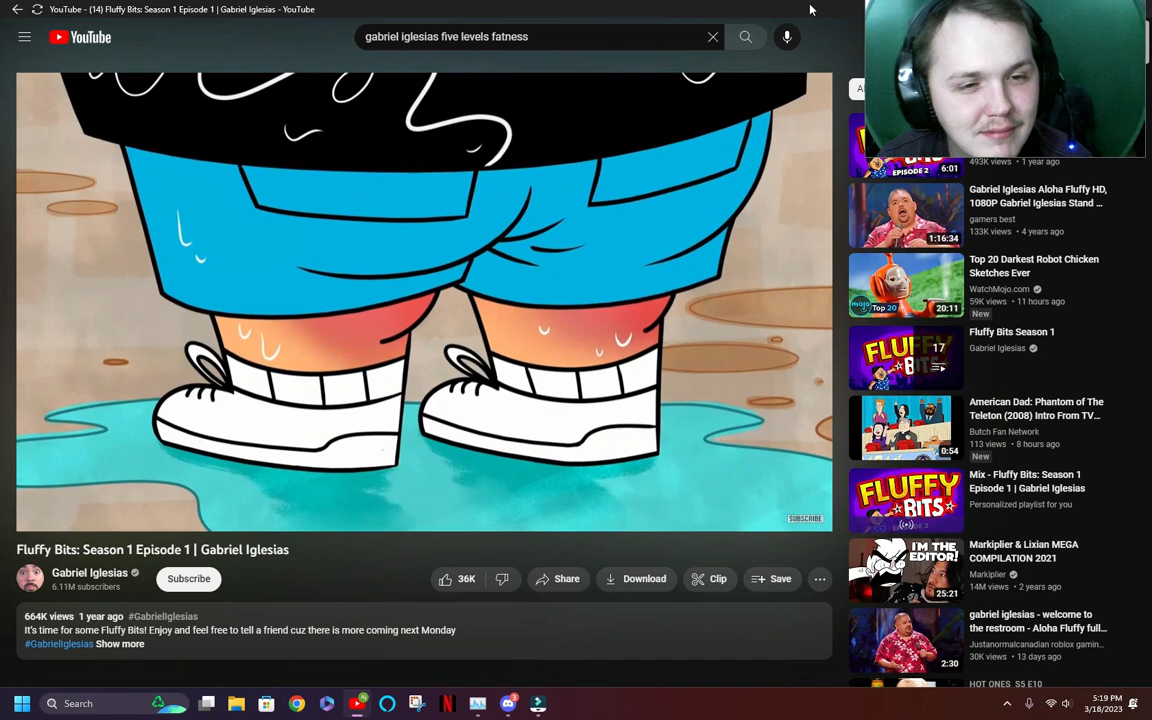 YouTube - (14) Fluffy Bits: Season 1 Episode 1 | Gabriel Iglesias - YouTube
YouTube
gabriel iglesias five levels fatness
SUBSCRIBE
Fluffy Bits: Season 1 Episode 1 | Gabriel Iglesias
Gabriel Iglesias
6.11M subscribers
Subscribe
36K
Share
Download
Clip
Save
664K views 1 year ago #GabrielIglesias
It's time for some Fluffy Bits! Enjoy and feel free to tell a friend cuz there is more coming next Monday
#GabrielIglesias Show more
BITS
EPISODE 2
6:01
493K views • 1 year ago
1:16:34
Gabriel Iglesias Aloha Fluffy HD,
1080P Gabriel Iglesias Stand ...
gamers best
133K views • 4 years ago
MOJO
Top 20
20:11
Top 20 Darkest Robot Chicken
Sketches Ever
WatchMojo.com
59K views • 11 hours ago
New
17
Fluffy Bits Season 1
Gabriel Iglesias
0:54
American Dad: Phantom of The
Teleton (2008) Intro From TV...
Butch Fan Network
113 views • 8 hours ago
New
FLUFFY
BITS
EPISODE 2
Mix - Fluffy Bits: Season 1
Episode 1 | Gabriel Iglesias
Personalized playlist for you
I'M THE
EDITOR!
25:21
Markiplier & Lixian MEGA
COMPILATION 2021
Markiplier
14M views • 2 years ago
2:30
gabriel iglesias - welcome to
the restroom - Aloha Fluffy full...
Justanormalcanadian roblox gamin...
30K views • 13 days ago
HOT ONES S5 E10
Search
3
5:19 PM
3/18/2023